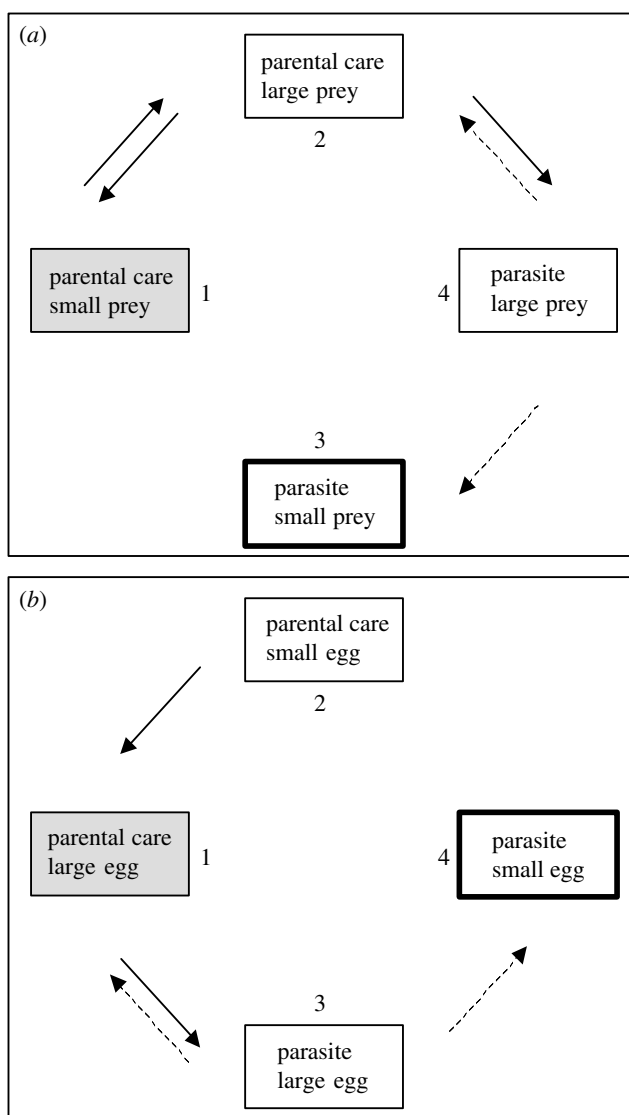 (a)
parental care
large prey
2
parental care
small prey
1
4
parasite
large prey
3
parasite
small prey
(b)
parental care
small egg
2
parental care
large egg
1
4
parasite
small egg
3
parasite
large egg